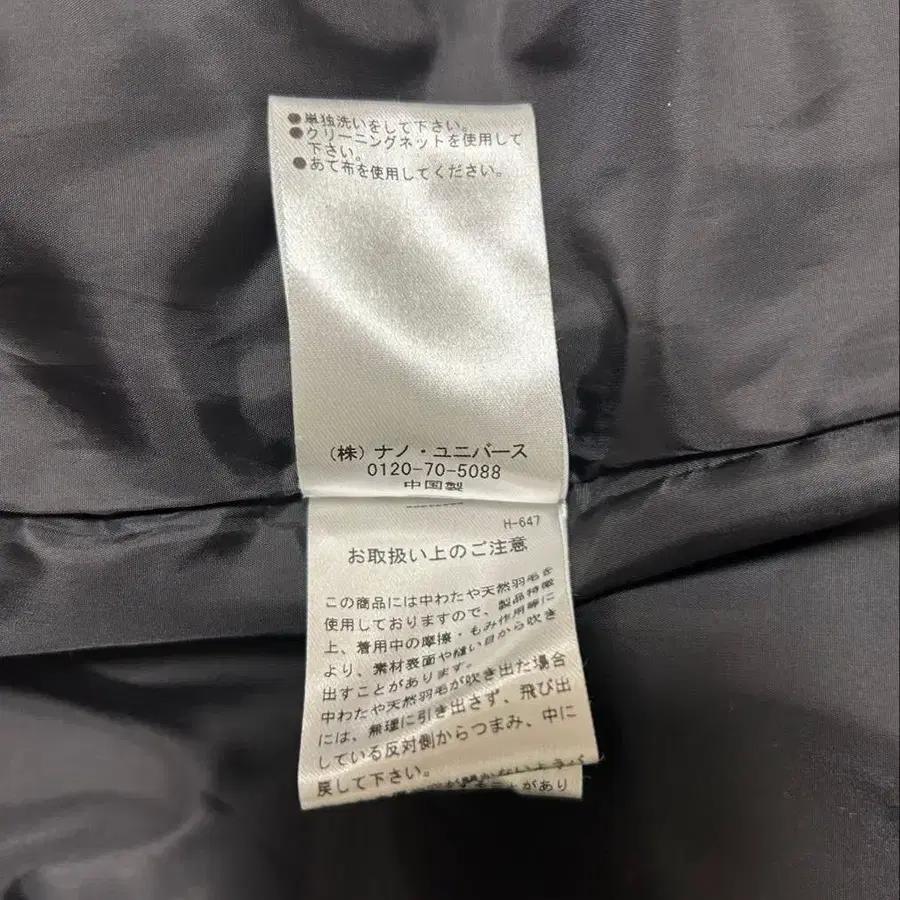 ●単独洗いをして下さい。
●クリーニングネットを使用して
下さい。
●あて布を使用してください。
(株)ナノ・ユニバース
0120-70-5088
中国製
H-647
お取扱い上のご注意
この商品には中わたや天然羽毛を
使用しておりますので、製品特徴
上、着用中の摩擦・もみ作用等に
より、素材表面や縫い目から吹き
出すことがあります。
中わたや天然羽毛が吹き出た場合
には、無理に引き出さず、飛び出
している反対側からつまみ、中に
戻して下さい。
があり